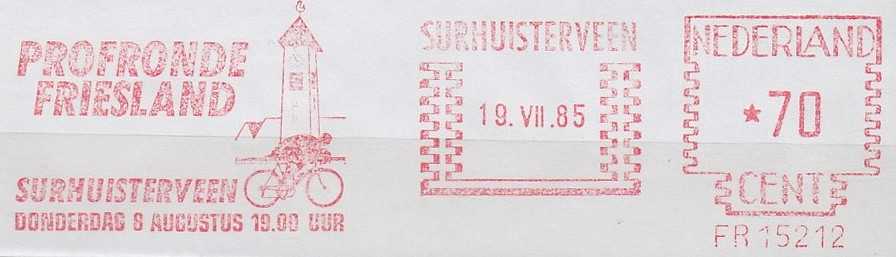 PROFRONDE
FRIESLAND
SURHUISTERVEEN
DONDERDAG 8 AUGUSTUS 19.00 UUR
SURHUISTERVEEN
19. VII. 85
NEDERLAND
*70
CENT
FR 15212